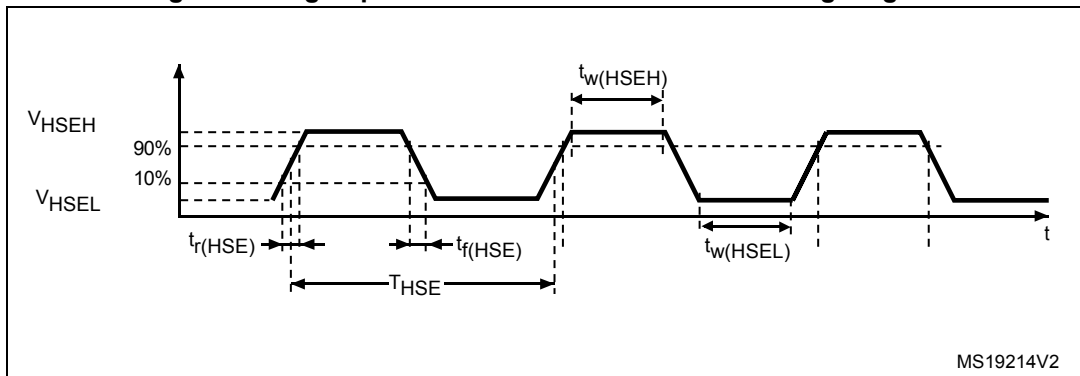 tw(HSEH)
VHSEH
90%
10%
VHSEL
tr(HSE)
tf(HSE)
tw(HSEL)
t
THSE
MS19214V2